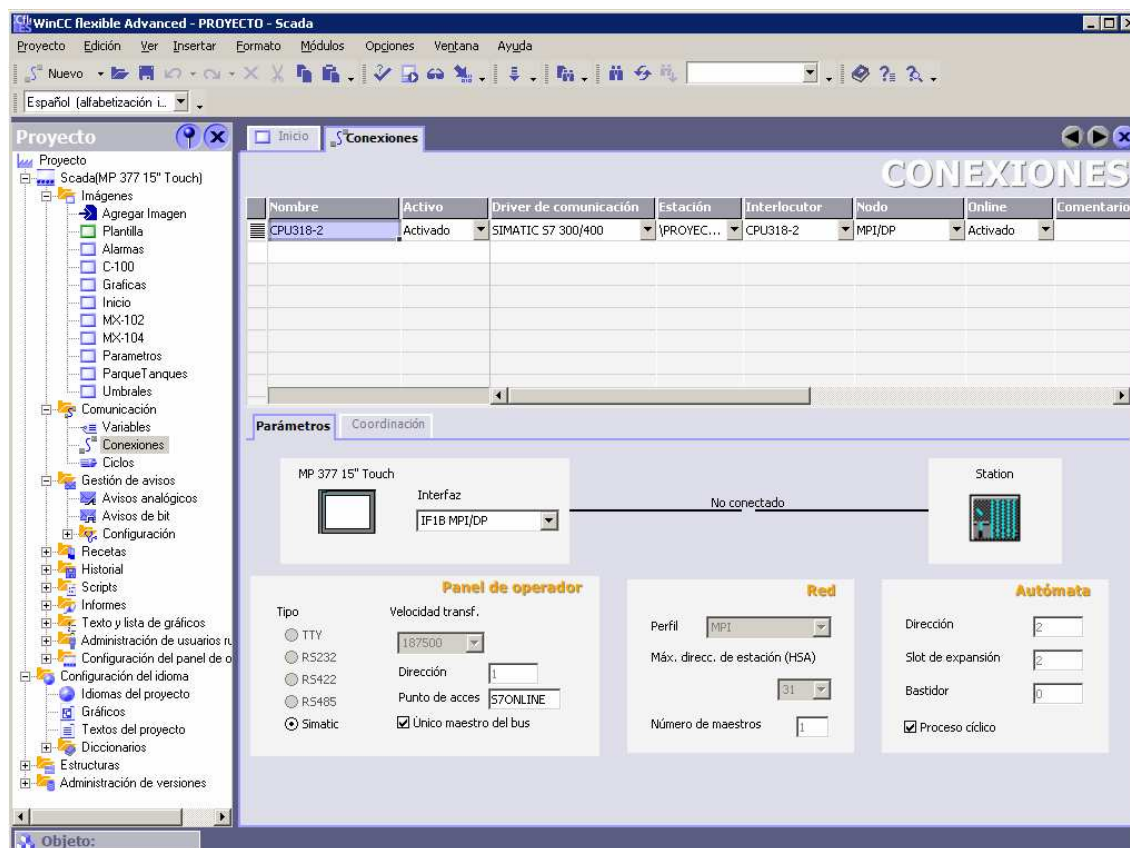 WinCC flexible Advanced - PROYECTO - Scada
Proyecto Edición Ver Insertar Formato Módulos Opciones Ventana Ayuda
Nuevo
Español (alfabetización i...
Proyecto
Inicio Conexiones
CONEXIONES
Proyecto
Scada(MP 377 15" Touch)
Imágenes
Agregar Imagen
Plantilla
Alarmas
C-100
Graficas
Inicio
MX-102
MX-104
Parametros
ParqueTanques
Umbrales
Comunicación
Variables
Conexiones
Ciclos
Gestión de avisos
Avisos analógicos
Avisos de bit
Configuración
Recetas
Historial
Scripts
Informes
Texto y lista de gráficos
Administración de usuarios ru
Configuración del panel de o
Configuración del idioma
Idiomas del proyecto
Gráficos
Textos del proyecto
Diccionarios
Estructuras
Administración de versiones
Objeto:
Nombre Activo Driver de comunicación Estación Interlocutor Nodo Online Comentario
CPU318-2 Activado SIMATIC S7 300/400 \PROYEC... CPU318-2 MPI/DP Activado
Parámetros Coordinación
MP 377 15" Touch
Interfaz
IF1B MPI/DP
No conectado
Station
Panel de operador
Tipo Velocidad transf.
TTY
187500
RS232
RS422
Dirección 1
RS485
Punto de acces S7ONLINE
Simatic
Único maestro del bus
Red
Perfil MPI
Máx. direcc. de estación (HSA)
31
Número de maestros 1
Autómata
Dirección 2
Slot de expansión 2
Bastidor 0
Proceso cíclico